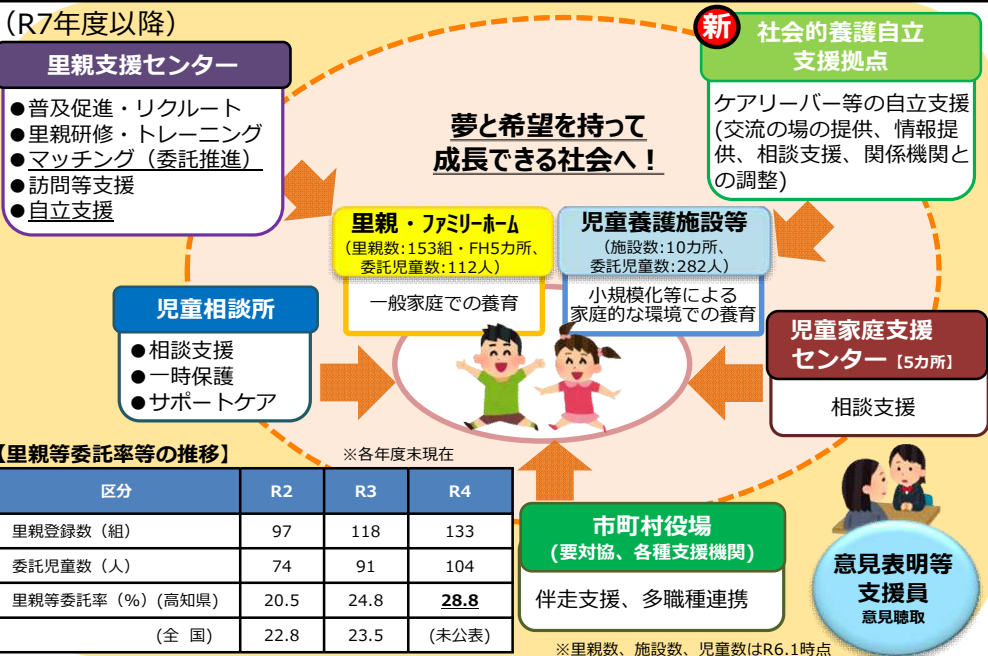 （R7年度以降）
里親支援センター
●普及促進・リクルート
●里親研修・トレーニング
●マッチング（委託推進）
●訪問等支援
●自立支援
新
社会的養護自立
支援拠点
ケアリーバー等の自立支援
(交流の場の提供、情報提
供、相談支援、関係機関と
の調整)
夢と希望を持って
成長できる社会へ！
里親・ファミリーホーム
（里親数:153組・FH5カ所、
委託児童数:112人）
一般家庭での養育
児童養護施設等
（施設数:10カ所、
委託児童数:282人）
小規模化等による
家庭的な環境での養育
児童相談所
●相談支援
●一時保護
●サポートケア
児童家庭支援
センター【5カ所】
相談支援
【里親等委託率等の推移】
※各年度末現在
区分 R2 R3 R4
里親登録数（組） 97 118 133
委託児童数（人） 74 91 104
里親等委託率（%）(高知県) 20.5 24.8 28.8
(全 国) 22.8 23.5 (未公表)
市町村役場
(要対協、各種支援機関)
伴走支援、多職種連携
意見表明等
支援員
意見聴取
※里親数、施設数、児童数はR6.1時点